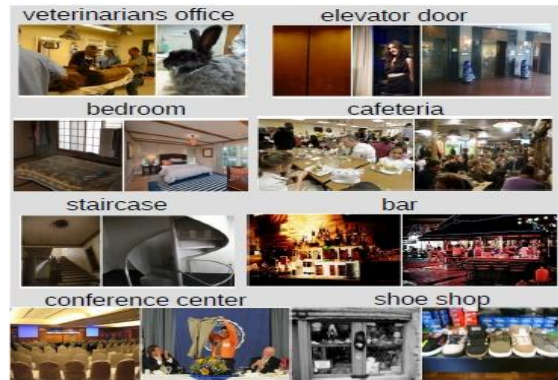 veterinarians office
elevator door
bedroom
cafeteria
staircase
bar
conference center
shoe shop